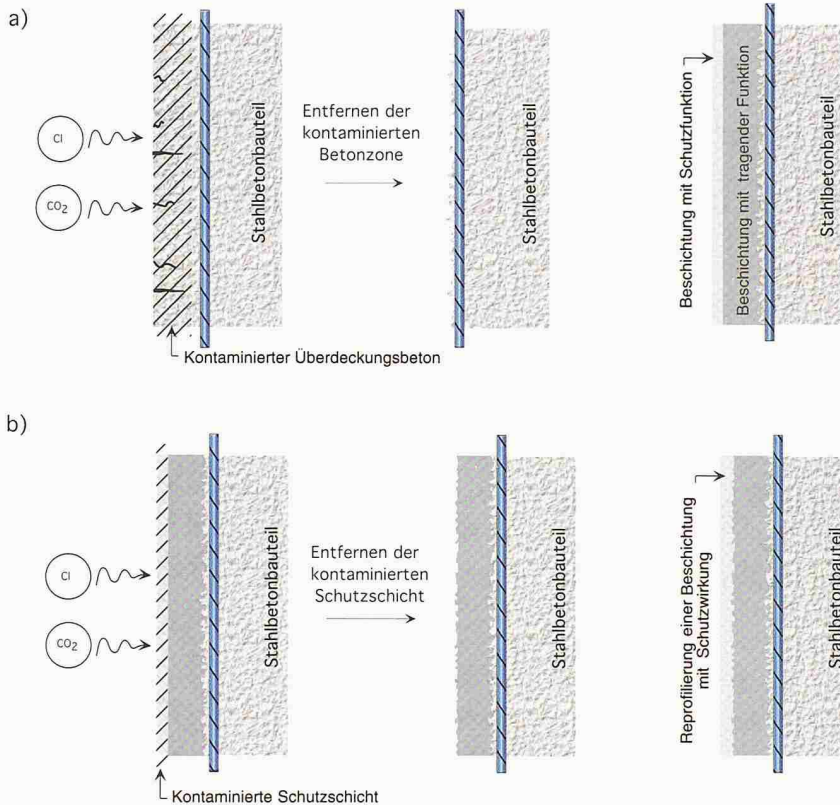 a)
Cl
CO2
Stahlbetonbauteil
Entfernen der
kontaminierten
Betonzone
Stahlbetonbauteil
Beschichtung mit Schutzfunktion
Beschichtung mit tragender Funktion
Stahlbetonbauteil
Kontaminierter Überdeckungsbeton
b)
Cl
CO2
Stahlbetonbauteil
Entfernen der
kontaminierten
Schutzschicht
Stahlbetonbauteil
Reprofilierung einer Beschichtung
mit Schutzwirkung
Stahlbetonbauteil
Kontaminierte Schutzschicht